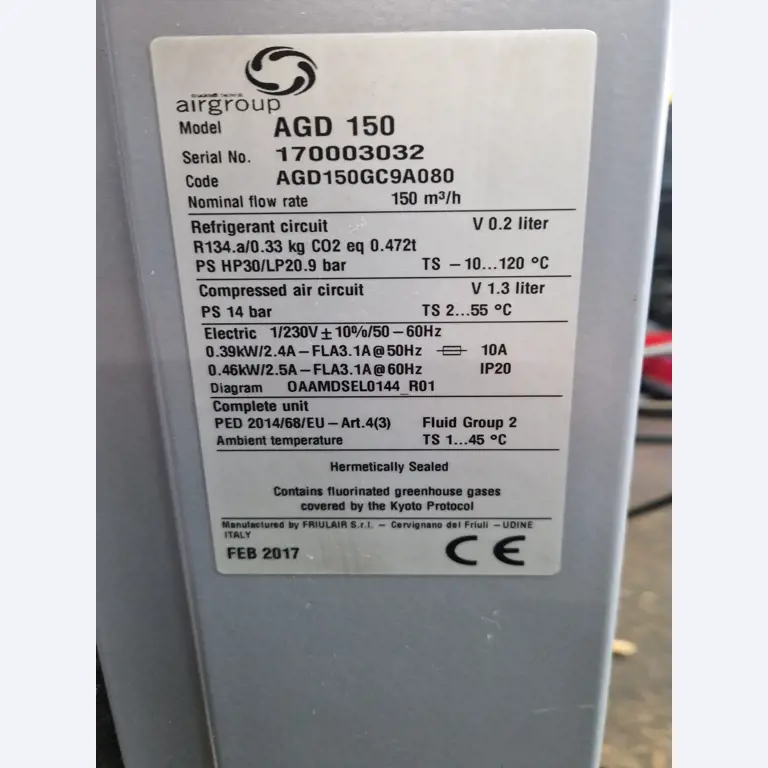 airgroup
Model AGD 150
Serial No. 170003032
Code AGD150GC9A080
Nominal flow rate 150 m³/h
Refrigerant circuit V 0.2 liter
R134.a/0.33 kg CO2 eq 0.472t
PS HP30/LP20.9 bar TS –10...120 °C
Compressed air circuit V 1.3 liter
PS 14 bar TS 2...55 °C
Electric 1/230V±10%/50–60Hz
0.39kW/2.4A–FLA3.1A@50Hz 10A
0.46kW/2.5A–FLA3.1A@60Hz IP20
Diagram OAAMDSEL0144_R01
Complete unit
PED 2014/68/EU–Art.4(3) Fluid Group 2
Ambient temperature TS 1...45 °C
Hermetically Sealed
Contains fluorinated greenhouse gases
covered by the Kyoto Protocol
Manufactured by FRIULAIR S.r.l. – Cervignano del Friuli –UDINE
ITALY
FEB 2017 CE